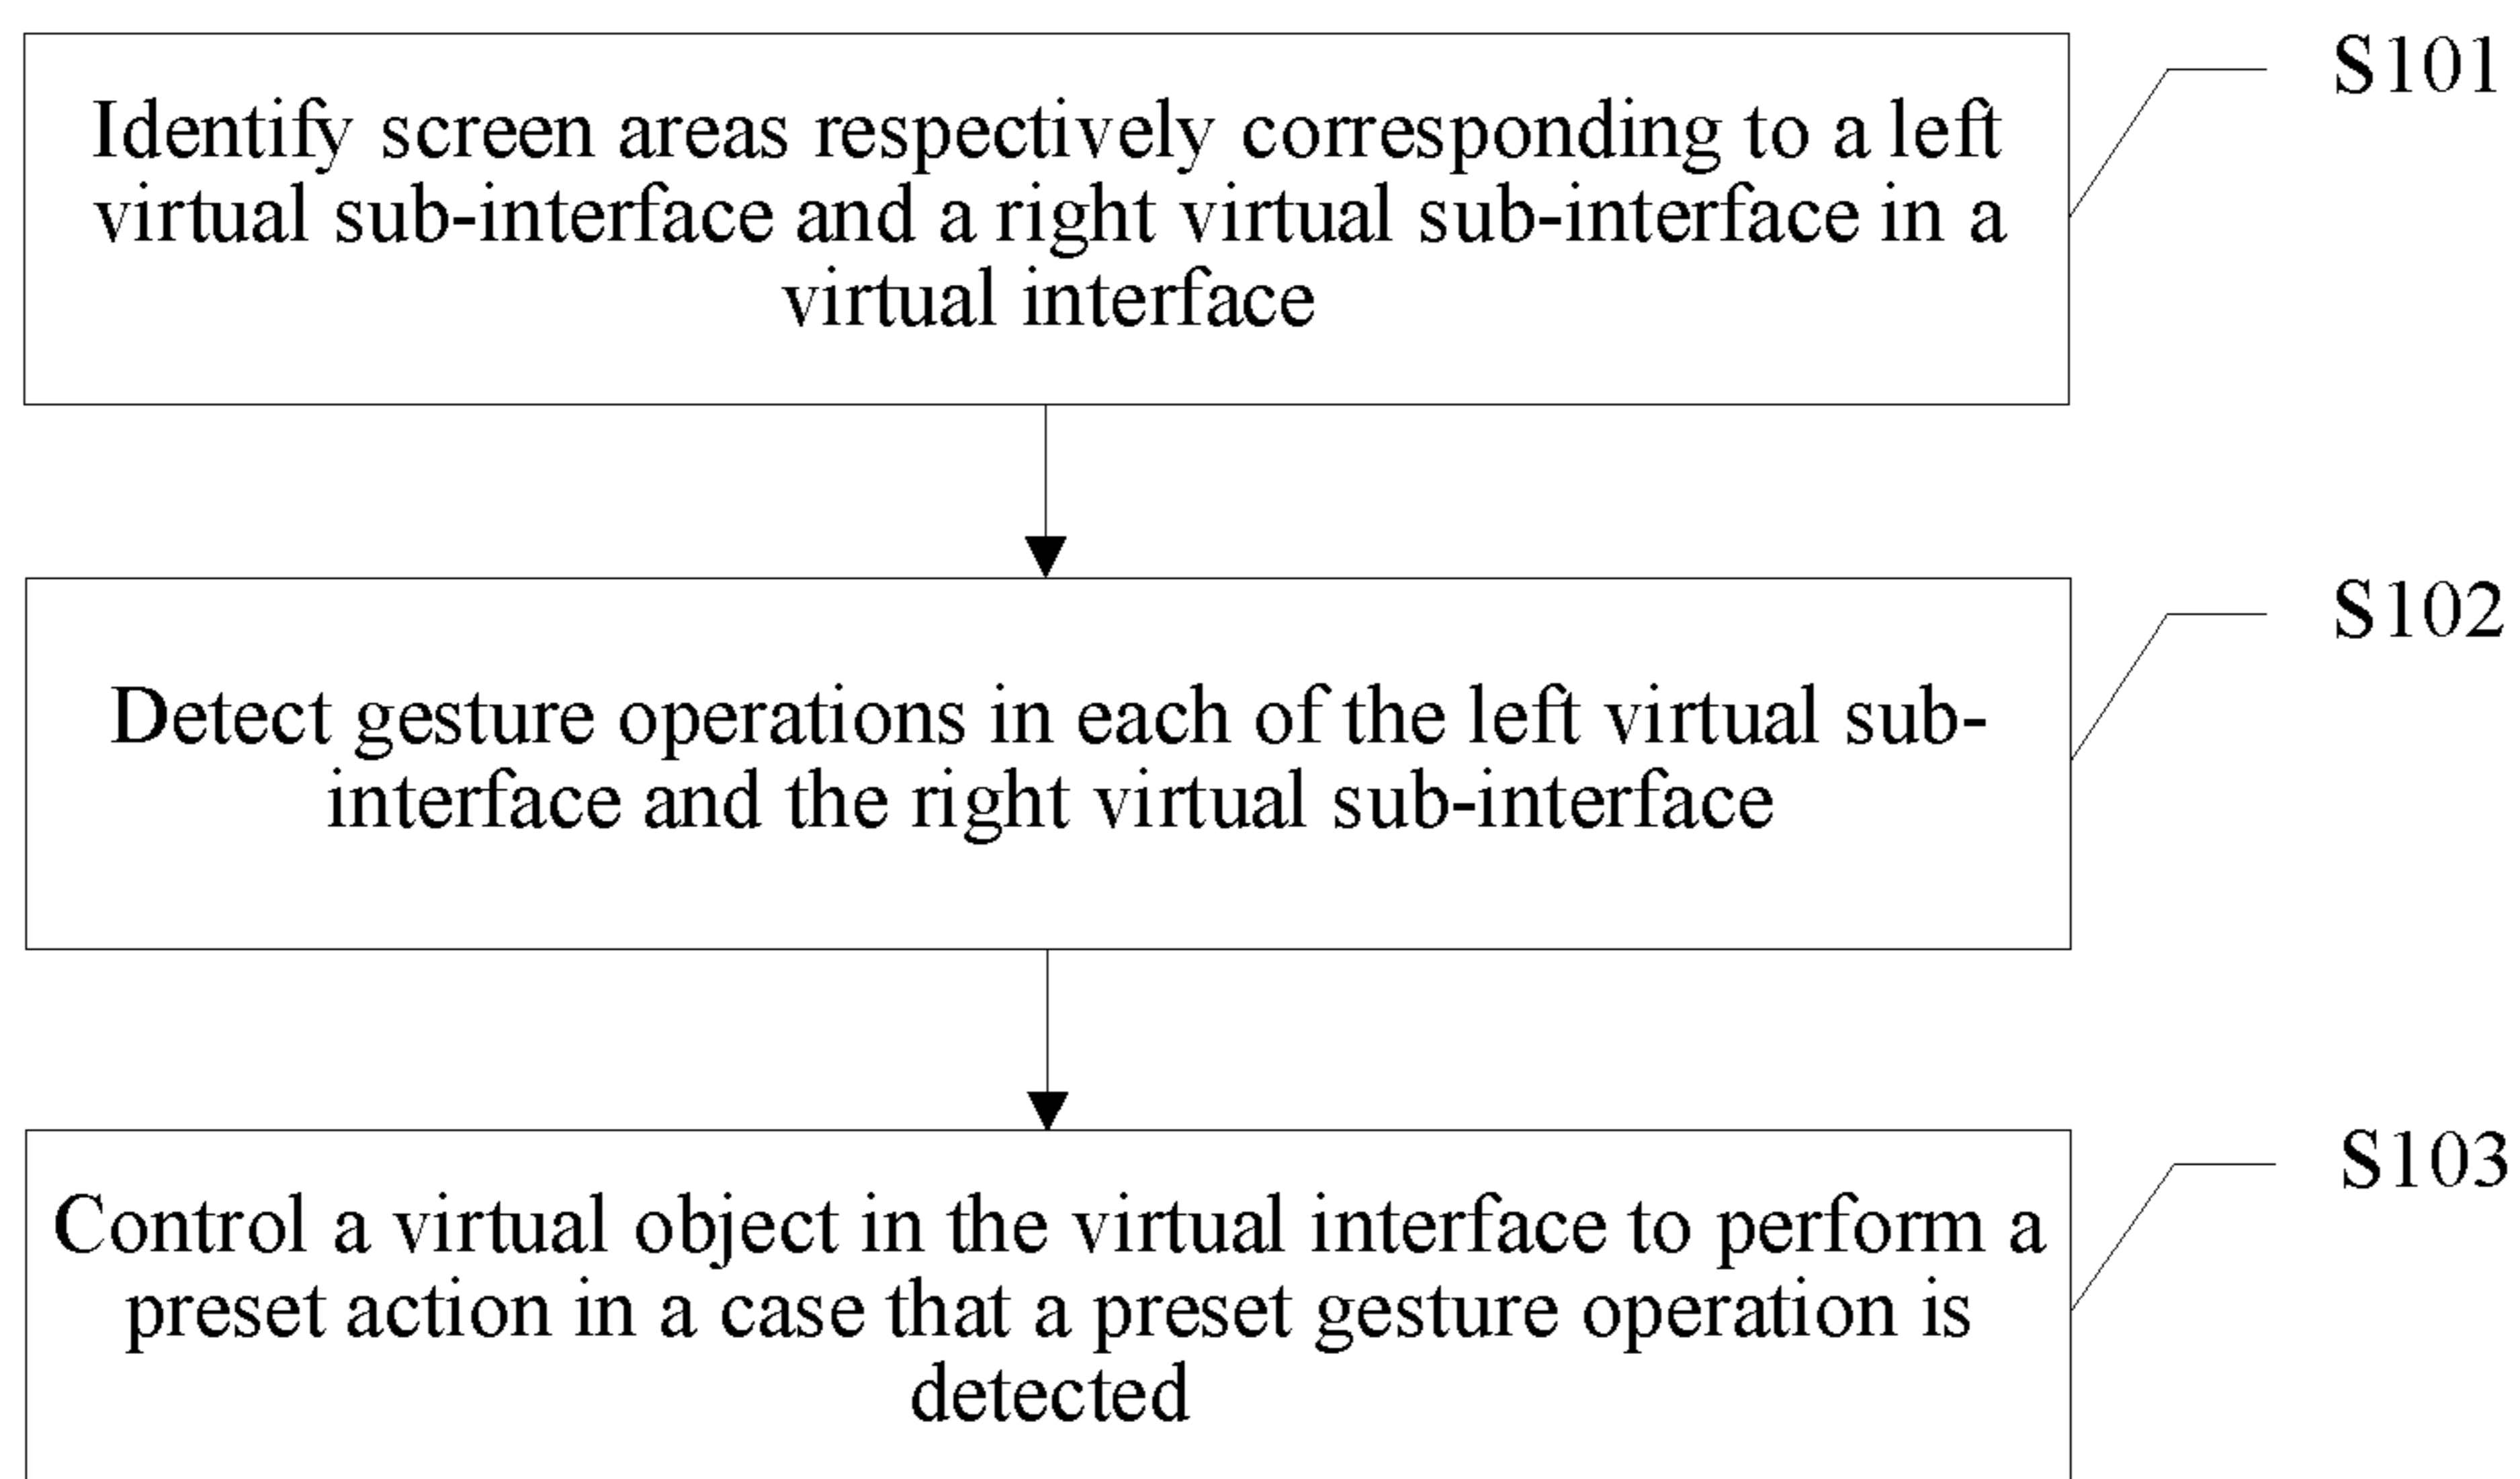 Identify screen areas respectively corresponding to a left
virtual sub-interface and a right virtual sub-interface in a
virtual interface
S101
Detect gesture operations in each of the left virtual sub-
interface and the right virtual sub-interface
S102
Control a virtual object in the virtual interface to perform a
preset action in a case that a preset gesture operation is
detected
S103